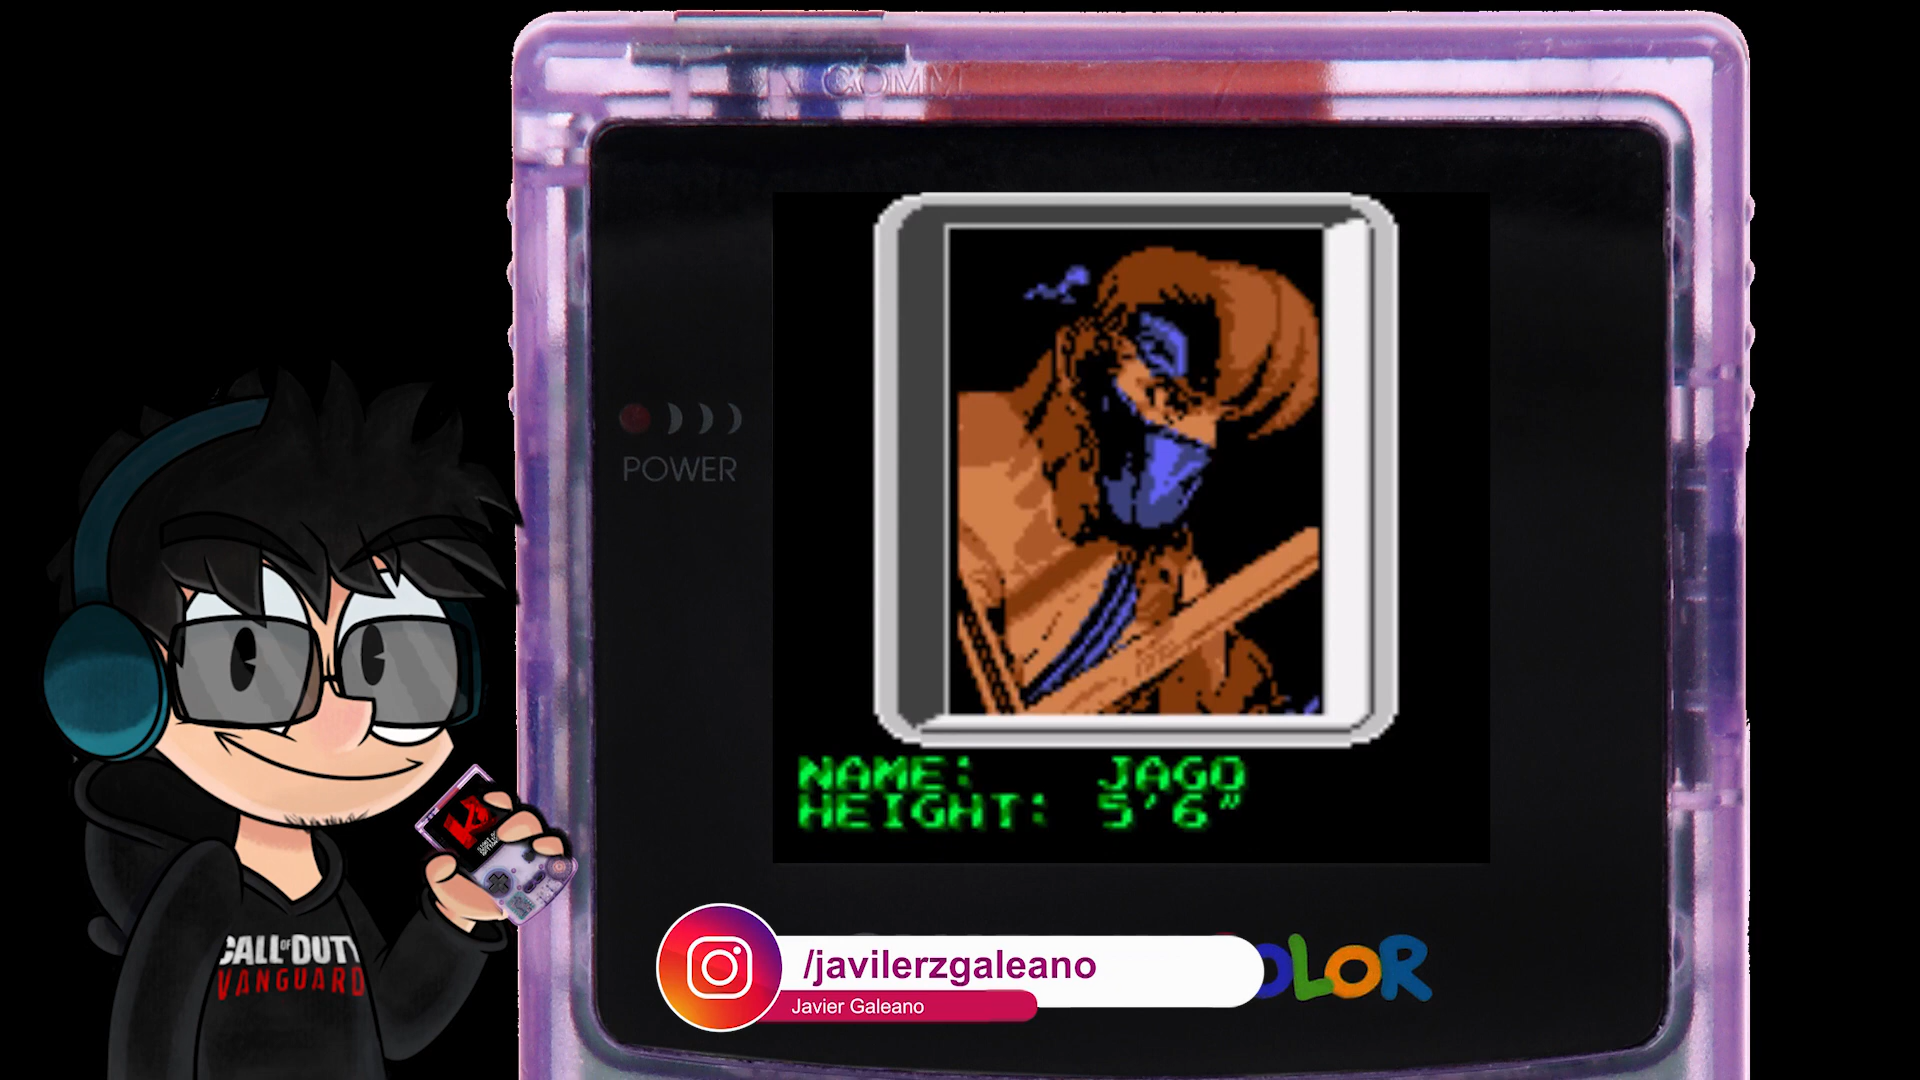 COMM.
POWER
NAME: JAGO
HEIGHT: 5'6"
/javilerzgaleano
Javier Galeano
OLOR
CALL OF DUTY
VANGUARD